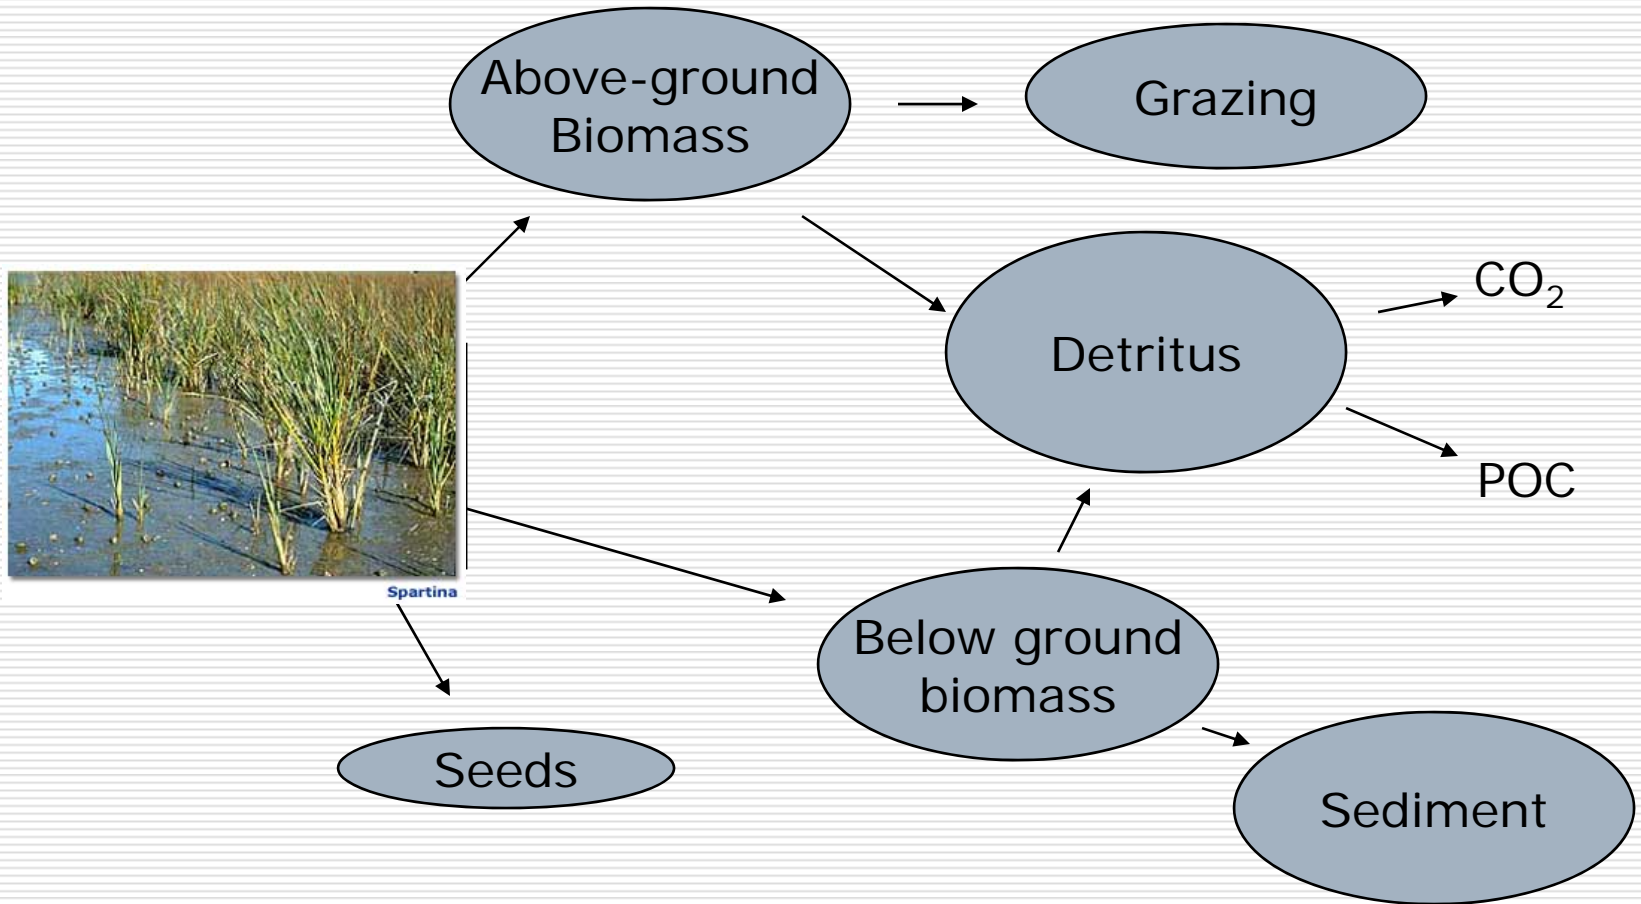 Above-ground
Biomass
Grazing
CO₂
Detritus
POC
Spartina
Below ground
biomass
Seeds
Sediment